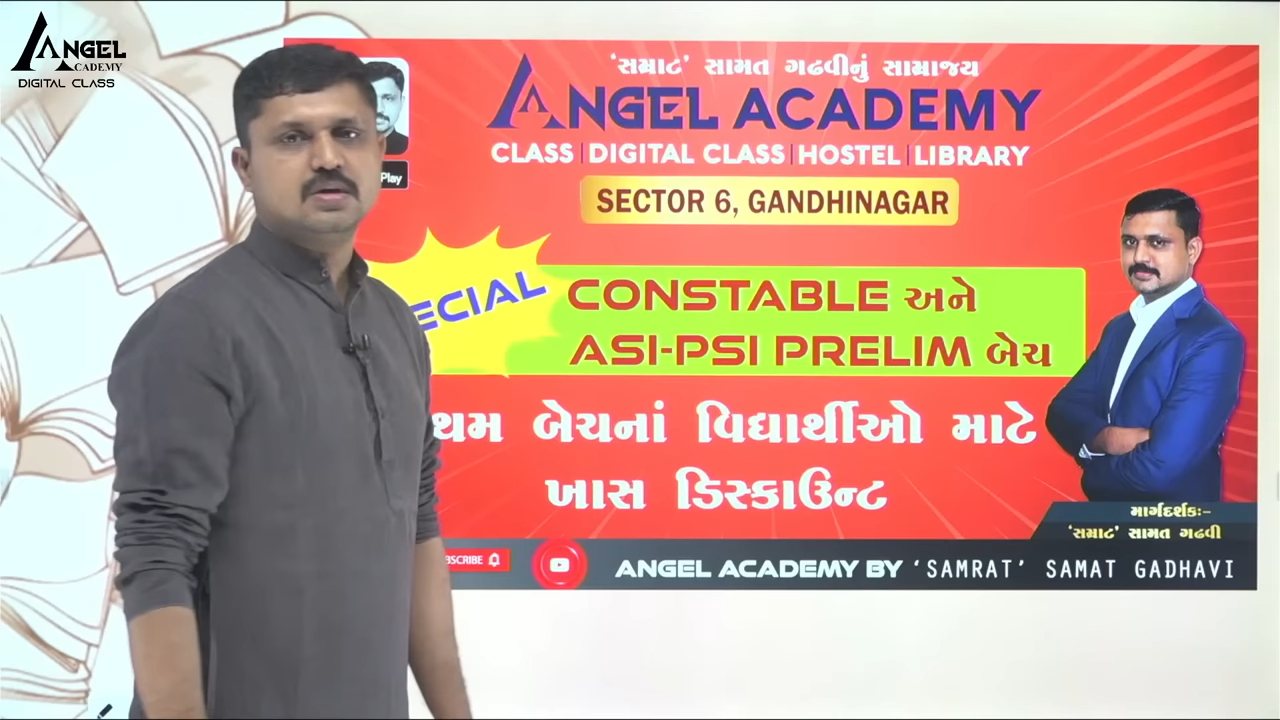 ANGEL
ACADEMY
DIGITAL CLASS
'સમ્રાટ' સામત ગઢવીનું સામ્રાજય
ANGEL ACADEMY
CLASS | DIGITAL CLASS | HOSTEL | LIBRARY
Play
SECTOR 6, GANDHINAGAR
ECIAL
CONSTABLE અને
ASI-PSI PRELIM બેચ
થમ બેચનાં વિદ્યાર્થીઓ માટે
ખાસ ડિસ્કાઉન્ટ
માર્ગદર્શક:-
'સમ્રાટ' સામત ગઢવી
BSCRIBE
ANGEL ACADEMY BY 'SAMRAT' SAMAT GADHAVI